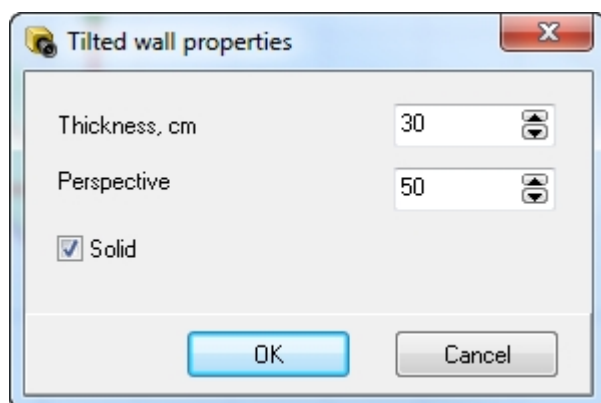 Tilted wall properties
Thickness, cm 30
Perspective 50
Solid
OK Cancel